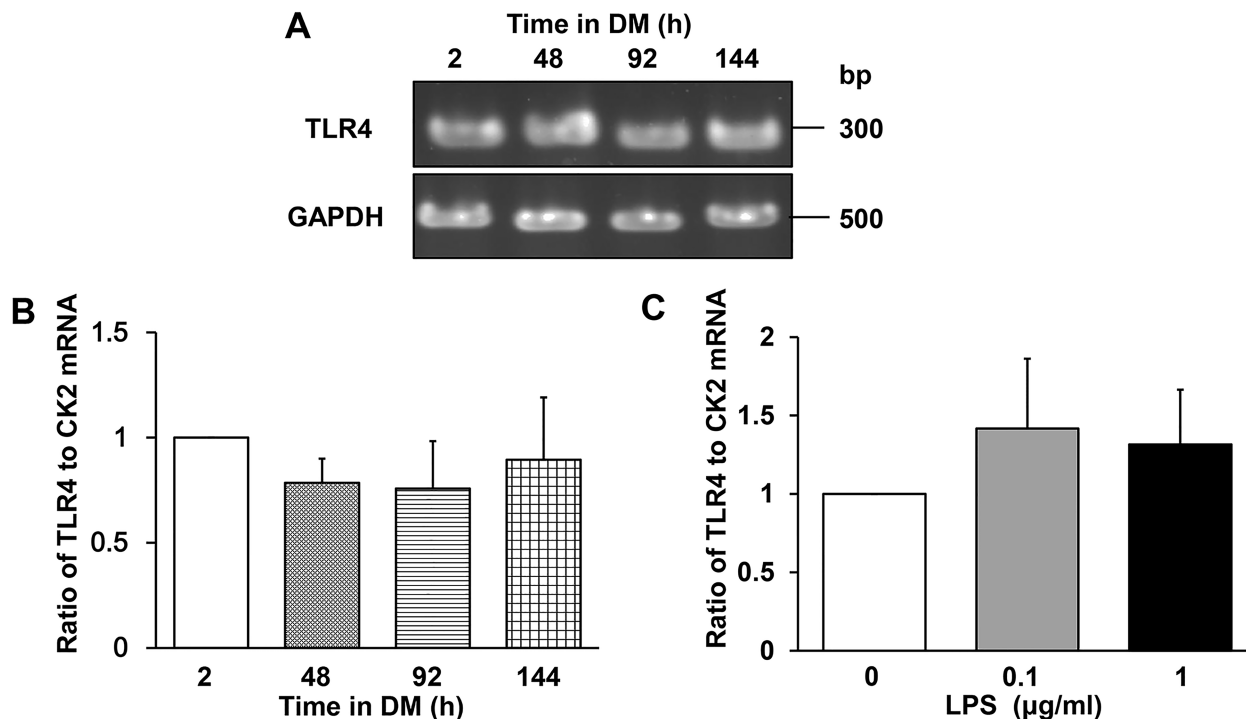 A
Time in DM (h)
2 48 92 144
bp
TLR4
300
GAPDH
500
B
Ratio of TLR4 to CK2 mRNA
1.5
1
0.5
0
2 48 92 144
Time in DM (h)
C
Ratio of TLR4 to CK2 mRNA
2
1.5
1
0.5
0
0 0.1 1
LPS (μg/ml)